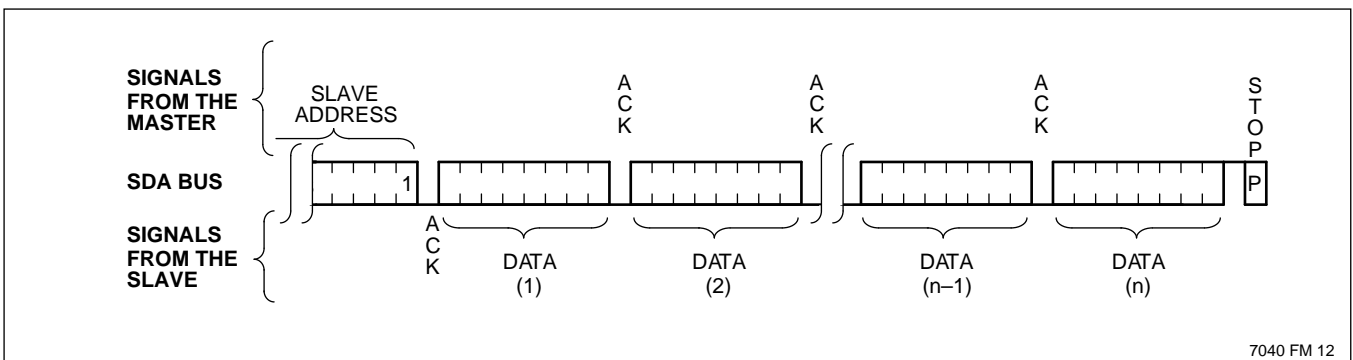 SIGNALS
FROM THE
MASTER
SLAVE
ADDRESS
A
C
K
A
C
K
A
C
K
S
T
O
P
SDA BUS
1
P
SIGNALS
FROM THE
SLAVE
A
C
K
DATA
(1)
DATA
(2)
DATA
(n–1)
DATA
(n)
7040 FM 12